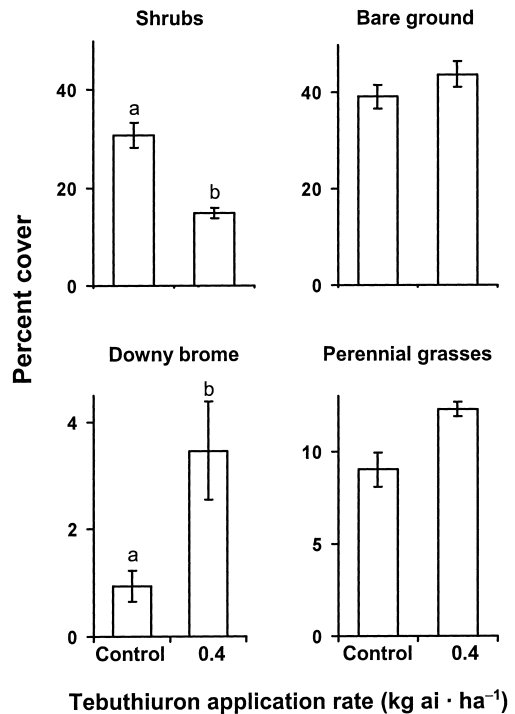 Shrubs
Bare ground
40
20
0
a
b
40
20
0
Percent cover
Downy brome
Perennial grasses
4
2
0
a
b
10
5
0
Control
0.4
Control
0.4
Tebuthiuron application rate (kg ai · ha⁻¹)